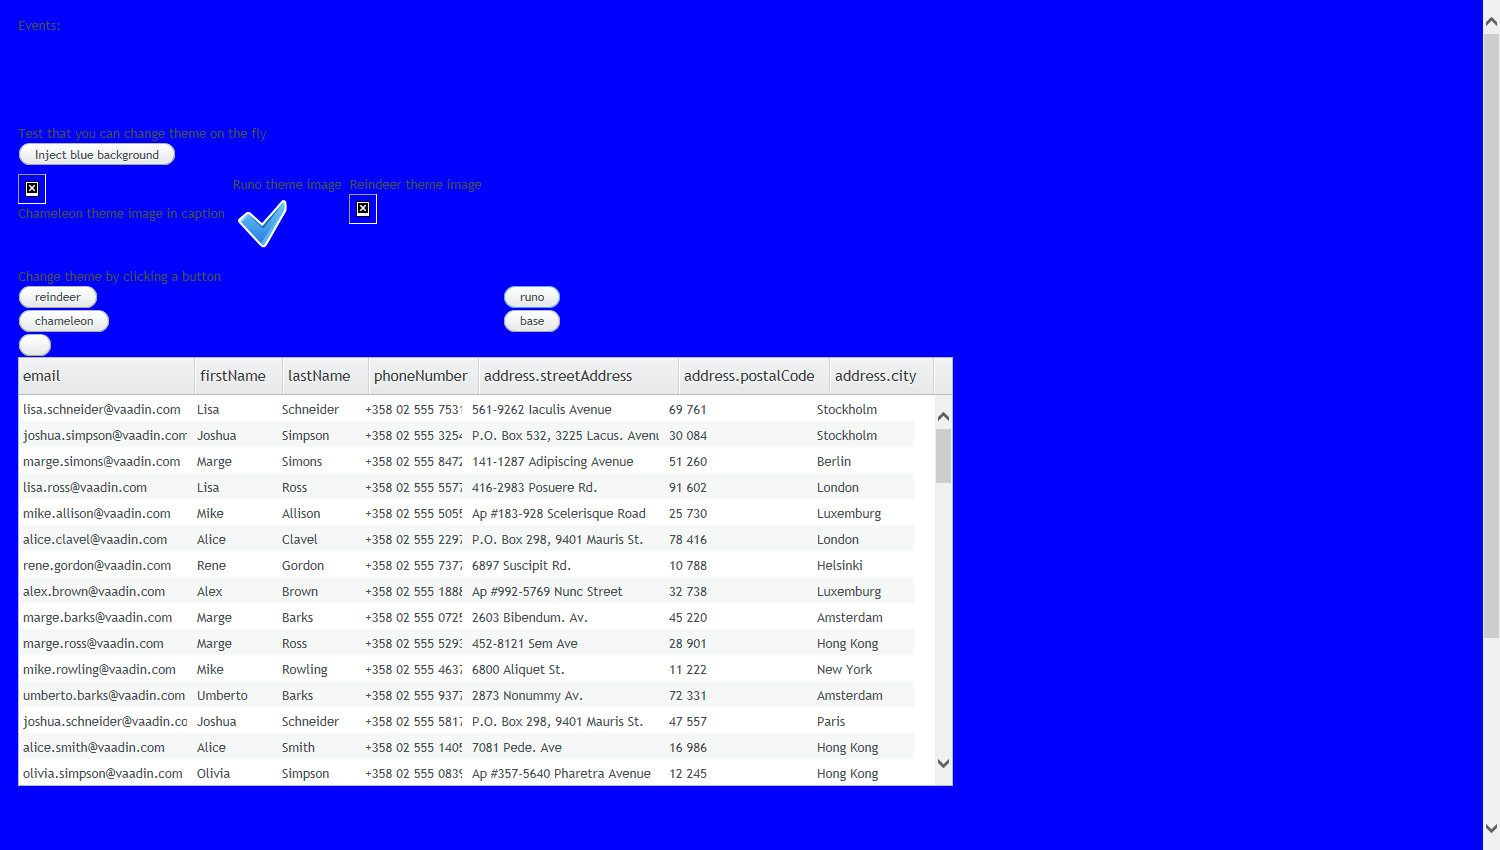 Events:
Test that you can change theme on the fly
Inject blue background
Runo theme image Reindeer theme image
Chameleon theme image in caption
Change theme by clicking a button
reindeer runo
chameleon base
email firstName lastName phoneNumber address.streetAddress address.postalCode address.city
lisa.schneider@vaadin.com Lisa Schneider +358 02 555 7531 561-9262 Iaculis Avenue 69 761 Stockholm
joshua.simpson@vaadin.com Joshua Simpson +358 02 555 3254 P.O. Box 532, 3225 Lacus. Avenu 30 084 Stockholm
marge.simons@vaadin.com Marge Simons +358 02 555 8472 141-1287 Adipiscing Avenue 51 260 Berlin
lisa.ross@vaadin.com Lisa Ross +358 02 555 5577 416-2983 Posuere Rd. 91 602 London
mike.allison@vaadin.com Mike Allison +358 02 555 5055 Ap #183-928 Scelerisque Road 25 730 Luxemburg
alice.clavel@vaadin.com Alice Clavel +358 02 555 2297 P.O. Box 298, 9401 Mauris St. 78 416 London
rene.gordon@vaadin.com Rene Gordon +358 02 555 7377 6897 Suscipit Rd. 10 788 Helsinki
alex.brown@vaadin.com Alex Brown +358 02 555 1888 Ap #992-5769 Nunc Street 32 738 Luxemburg
marge.barks@vaadin.com Marge Barks +358 02 555 0725 2603 Bibendum. Av. 45 220 Amsterdam
marge.ross@vaadin.com Marge Ross +358 02 555 5293 452-8121 Sem Ave 28 901 Hong Kong
mike.rowling@vaadin.com Mike Rowling +358 02 555 4637 6800 Aliquet St. 11 222 New York
umberto.barks@vaadin.com Umberto Barks +358 02 555 9377 2873 Nonummy Av. 72 331 Amsterdam
joshua.schneider@vaadin.co Joshua Schneider +358 02 555 5817 P.O. Box 298, 9401 Mauris St. 47 557 Paris
alice.smith@vaadin.com Alice Smith +358 02 555 1405 7081 Pede. Ave 16 986 Hong Kong
olivia.simpson@vaadin.com Olivia Simpson +358 02 555 0839 Ap #357-5640 Pharetra Avenue 12 245 Hong Kong